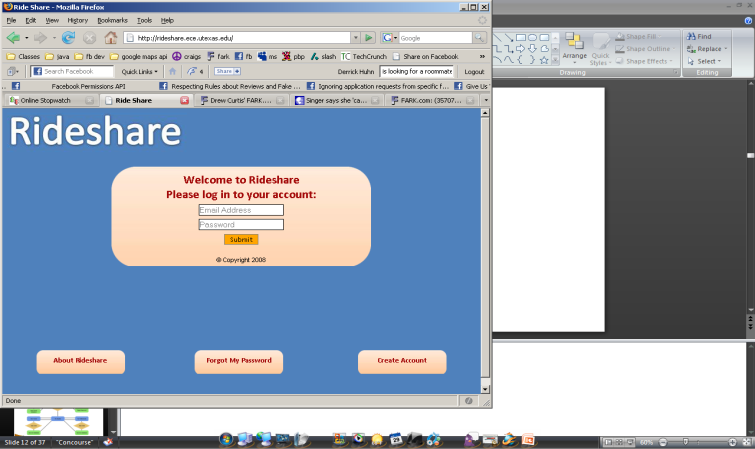 Ride Share - Mozilla Firefox
File Edit View History Bookmarks Tools Help
http://rideshare.ece.utexas.edu/
Google
Classes java fb dev google maps api craigs fark fb ms pbp slash TechCrunch Share on Facebook
Search Facebook Quick Links Share Derrick Huhn is looking for a roommate Logout
Facebook Permissions API Respecting Rules about Reviews and Fake ... Ignoring application requests from specific f... Give Us
Online Stopwatch Ride Share Drew Curtis' FARK.... Singer says she 'ca... FARK.com: (35707...
Rideshare
Welcome to Rideshare
Please log in to your account:
Email Address
Password
Submit
© Copyright 2008
About Rideshare
Forgot My Password
Create Account
Done
Arrange
Quick Styles
Shape Fill
Shape Outline
Shape Effects
Drawing
Find
Replace
Select
Editing
Slide 12 of 37 "Concourse"
60%